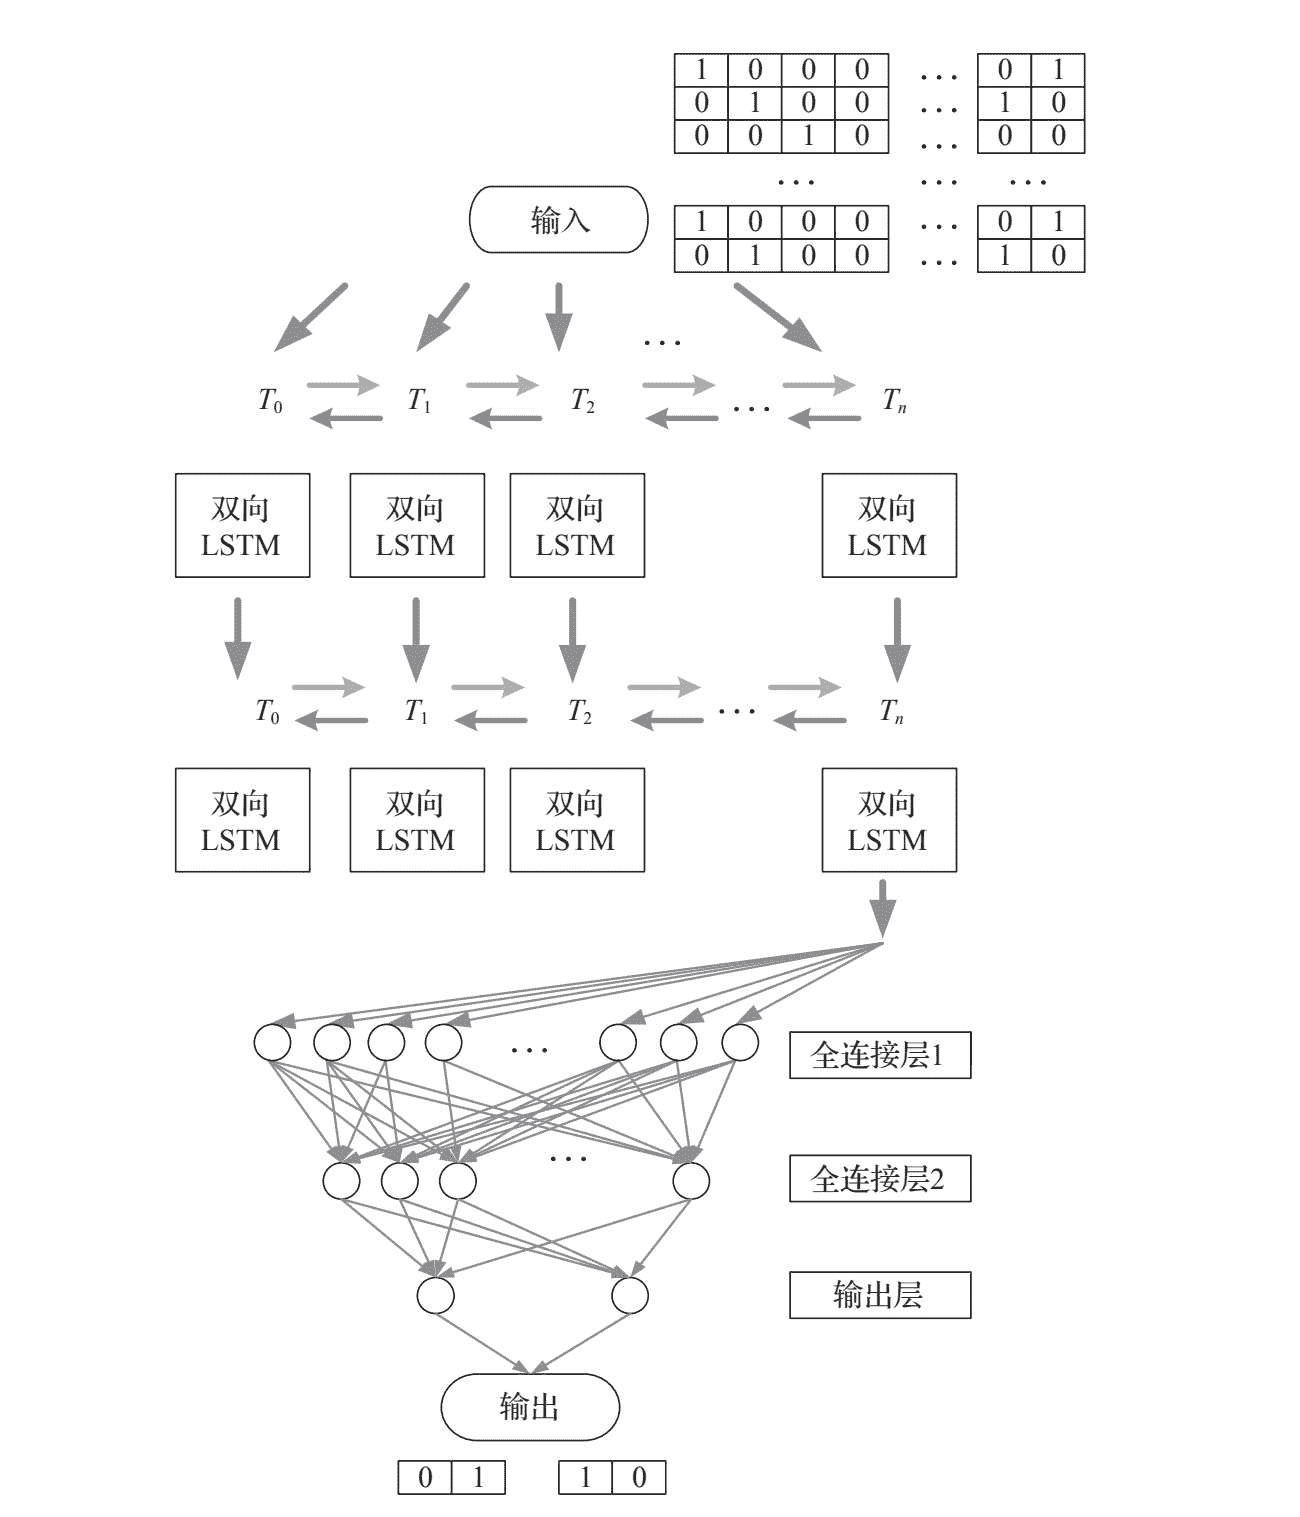 1 0 0 0 ... 0 1
0 1 0 0 ... 1 0
0 0 1 0 ... 0 0
... ... ...
输入
1 0 0 0 ... 0 1
0 1 0 0 ... 1 0
...
T0 T1 T2 ... Tn
双向 双向 双向 双向
LSTM LSTM LSTM LSTM
T0 T1 T2 ... Tn
双向 双向 双向 双向
LSTM LSTM LSTM LSTM
... 全连接层1
... 全连接层2
输出层
输出
0 1 1 0